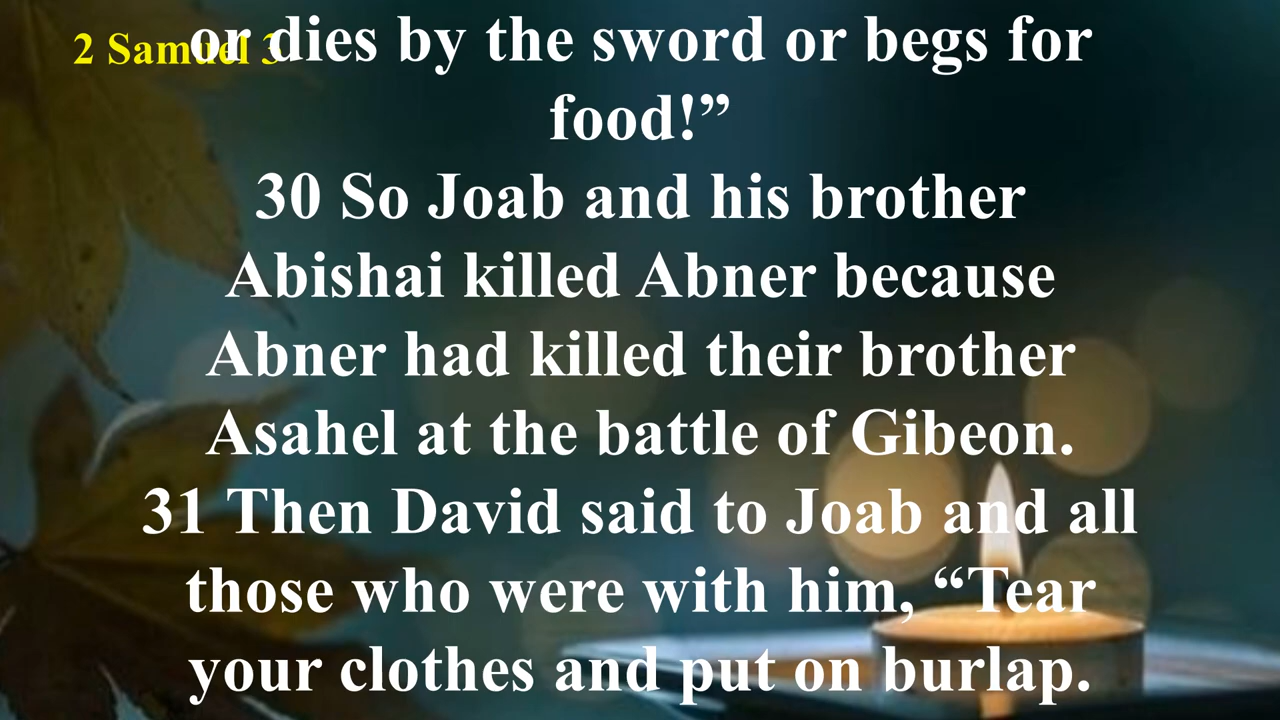 2 Samuel 3
or dies by the sword or begs for
food!”
30 So Joab and his brother
Abishai killed Abner because
Abner had killed their brother
Asahel at the battle of Gibeon.
31 Then David said to Joab and all
those who were with him, “Tear
your clothes and put on burlap.